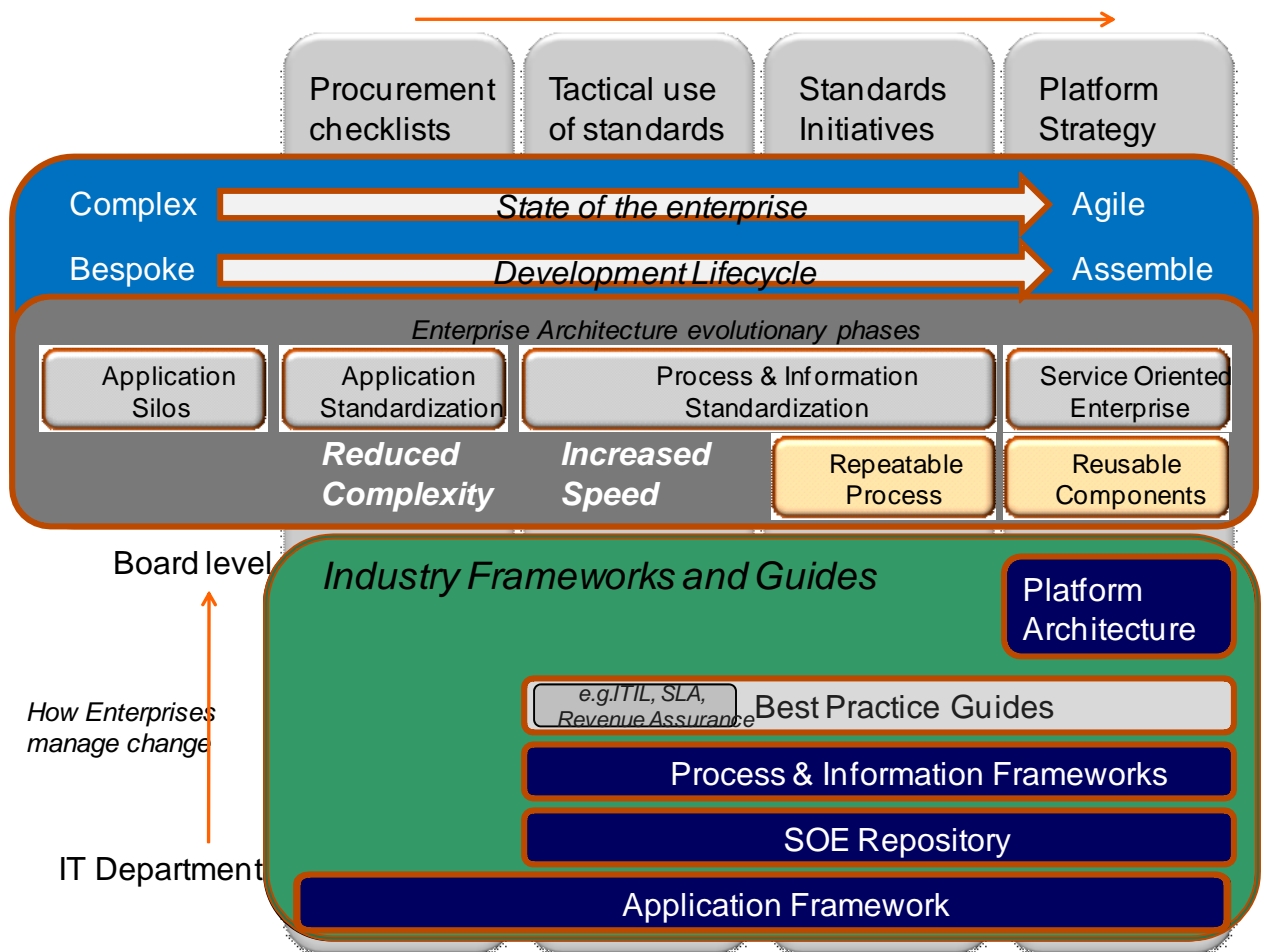 Procurement
checklists
Tactical use
of standards
Standards
Initiatives
Platform
Strategy
Complex
State of the enterprise
Agile
Bespoke
Development Lifecycle
Assemble
Enterprise Architecture evolutionary phases
Application
Silos
Application
Standardization
Process & Information
Standardization
Service Oriented
Enterprise
Reduced
Complexity
Increased
Speed
Repeatable
Process
Reusable
Components
Board level
Industry Frameworks and Guides
Platform
Architecture
How Enterprises
manage change
e.g.ITIL, SLA,
Revenue Assurance
Best Practice Guides
Process & Information Frameworks
SOE Repository
IT Department
Application Framework